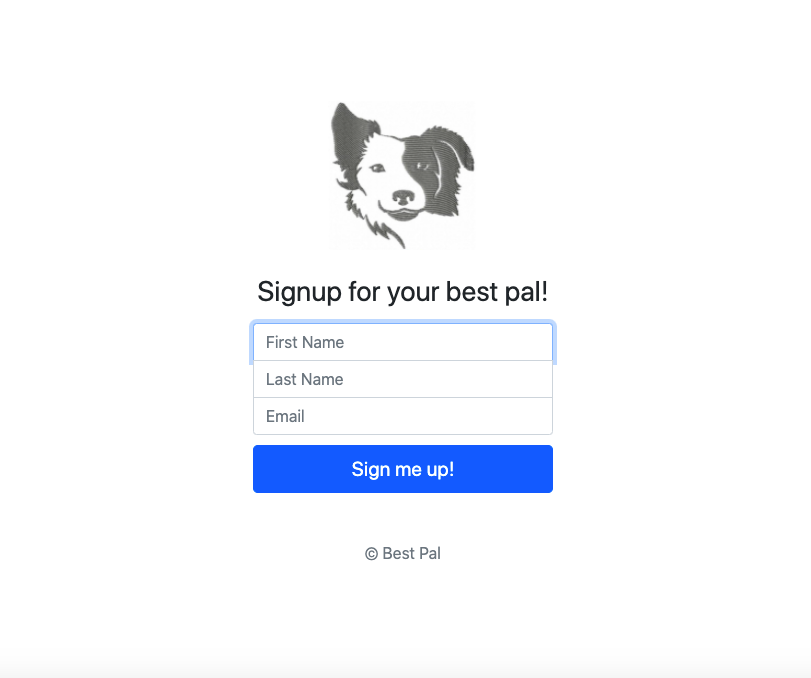 Signup for your best pal!
First Name
Last Name
Email
Sign me up!
© Best Pal